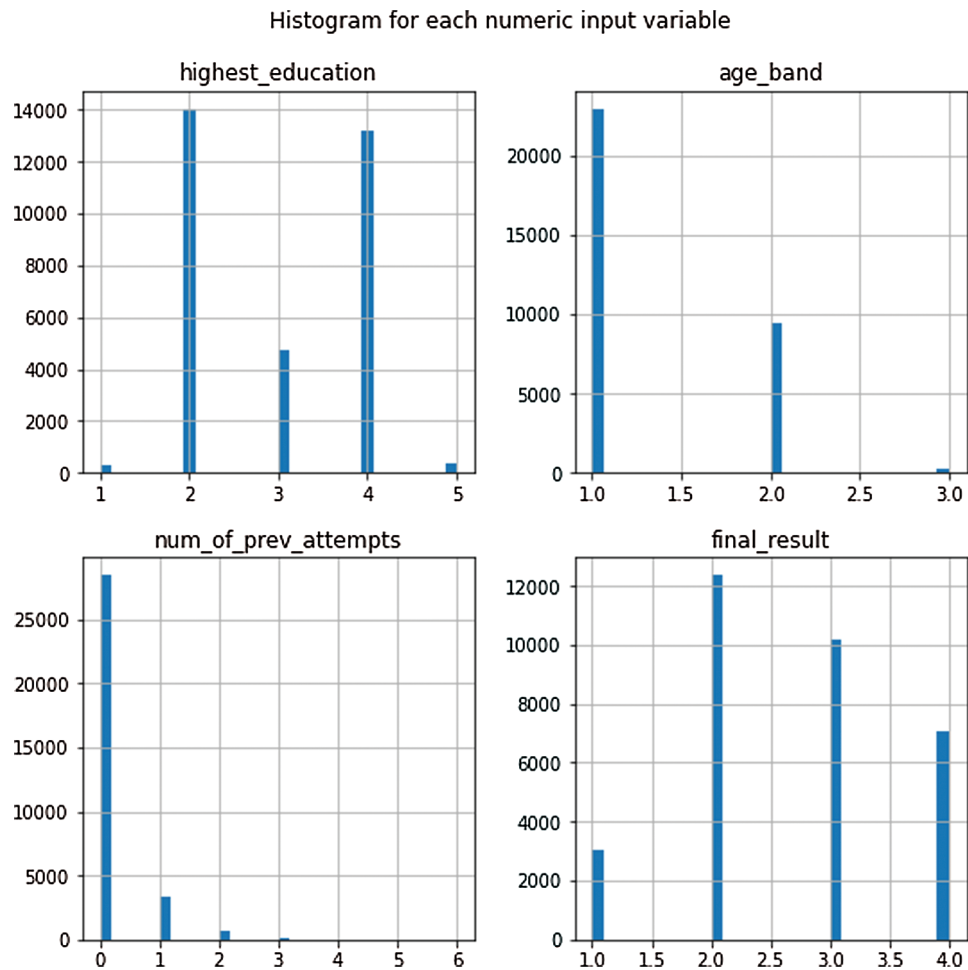 Histogram for each numeric input variable
highest_education
14000
12000
10000
8000
6000
4000
2000
0
1 2 3 4 5
age_band
20000
15000
10000
5000
0
1.0 1.5 2.0 2.5 3.0
num_of_prev_attempts
25000
20000
15000
10000
5000
0
0 1 2 3 4 5 6
final_result
12000
10000
8000
6000
4000
2000
0
1.0 1.5 2.0 2.5 3.0 3.5 4.0